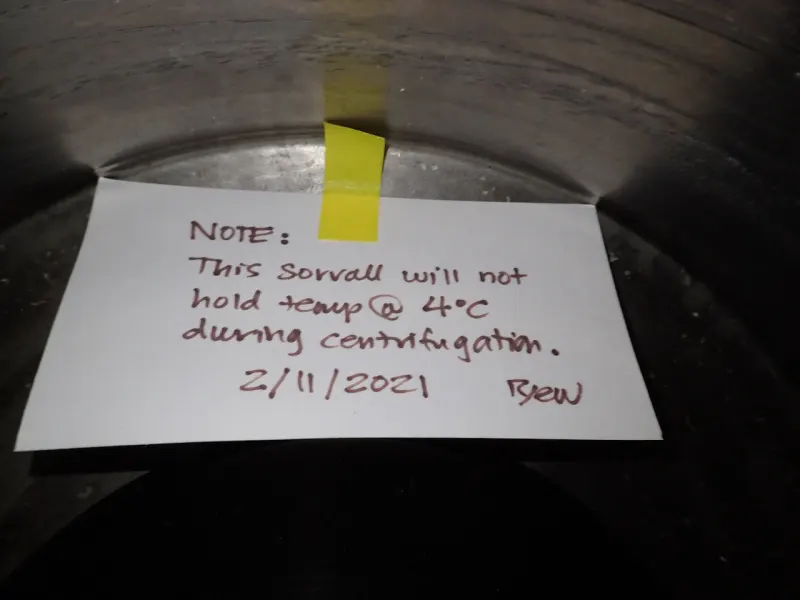 NOTE:
This Sorvall will not
hold temp @ 4°C
during centrifugation.
2/11/2021